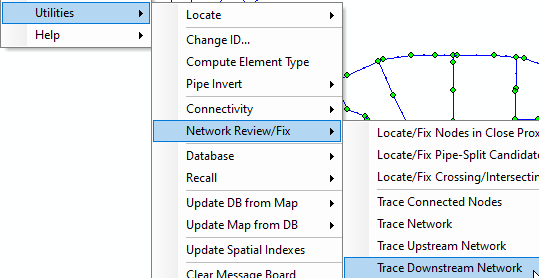 Utilities
Help
Locate
Change ID...
Compute Element Type
Pipe Invert
Connectivity
Network Review/Fix
Database
Recall
Update DB from Map
Update Map from DB
Update Spatial Indexes
Clear Message Board
Locate/Fix Nodes in Close Prox
Locate/Fix Pipe-Split Candidate
Locate/Fix Crossing/Intersectin
Trace Connected Nodes
Trace Network
Trace Upstream Network
Trace Downstream Network